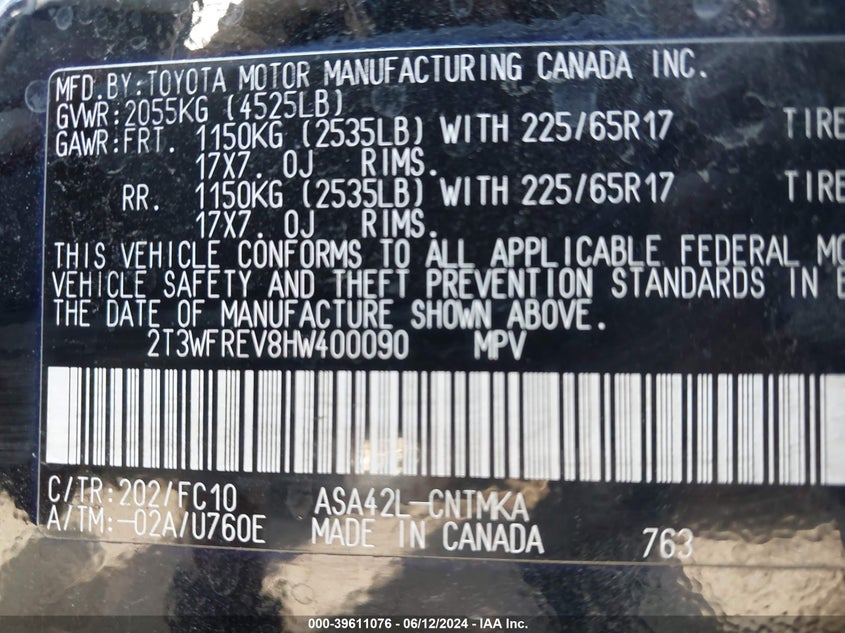 MFD.BY:TOYOTA MOTOR MANUFACTURING CANADA INC.
GVWR:2055KG (4525LB)
GAWR:FRT. 1150KG (2535LB) WITH 225/65R17 TIRE
17X7. 0J RIMS.
RR. 1150KG (2535LB) WITH 225/65R17 TIRE
17X7. 0J RIMS.
THIS VEHICLE CONFORMS TO ALL APPLICABLE FEDERAL MO
VEHICLE SAFETY AND THEFT PREVENTION STANDARDS IN E
THE DATE OF MANUFACTURE SHOWN ABOVE.
2T3WFREV8HW400090 MPV
C/TR:202/FC10 ASA42L-CNTMKA
A/TM:-02A/U760E MADE IN CANADA 763
000-39611076 - 06/12/2024 - IAA Inc.